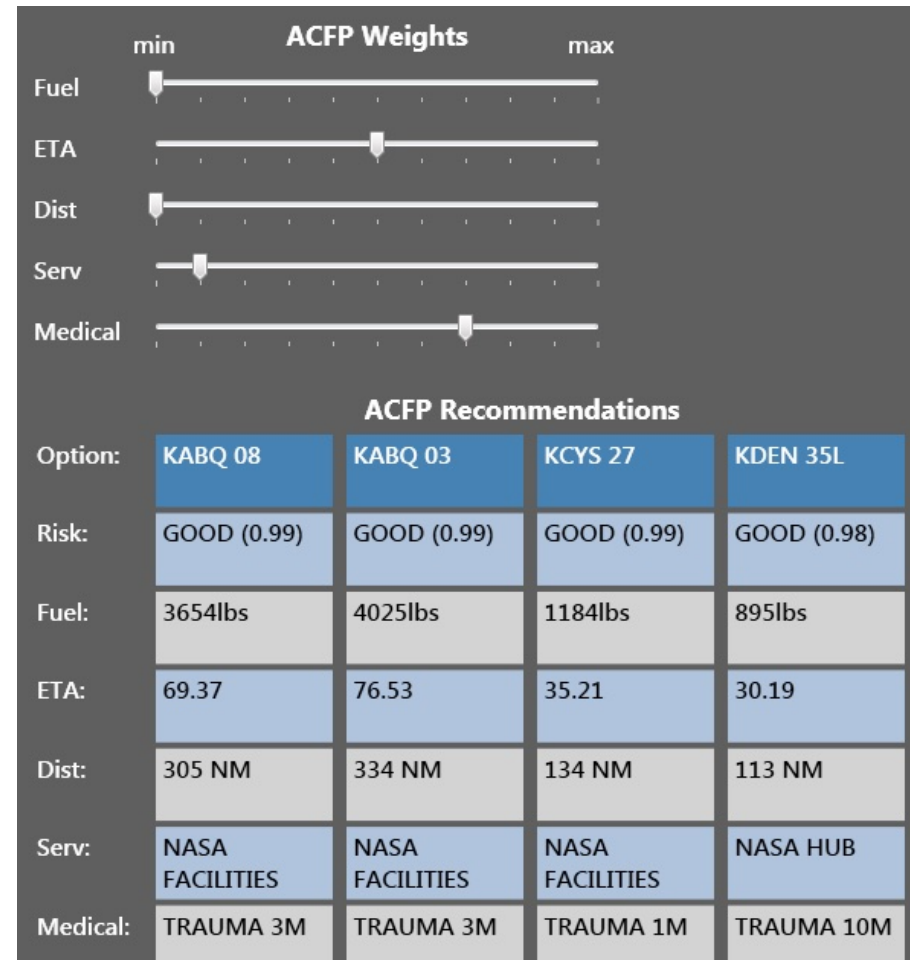 ACFP Weights
min max
Fuel
ETA
Dist
Serv
Medical
ACFP Recommendations
Option: KABQ 08 KABQ 03 KCYS 27 KDEN 35L
Risk: GOOD (0.99) GOOD (0.99) GOOD (0.99) GOOD (0.98)
Fuel: 3654lbs 4025lbs 1184lbs 895lbs
ETA: 69.37 76.53 35.21 30.19
Dist: 305 NM 334 NM 134 NM 113 NM
Serv: NASA FACILITIES NASA FACILITIES NASA FACILITIES NASA HUB
Medical: TRAUMA 3M TRAUMA 3M TRAUMA 1M TRAUMA 10M